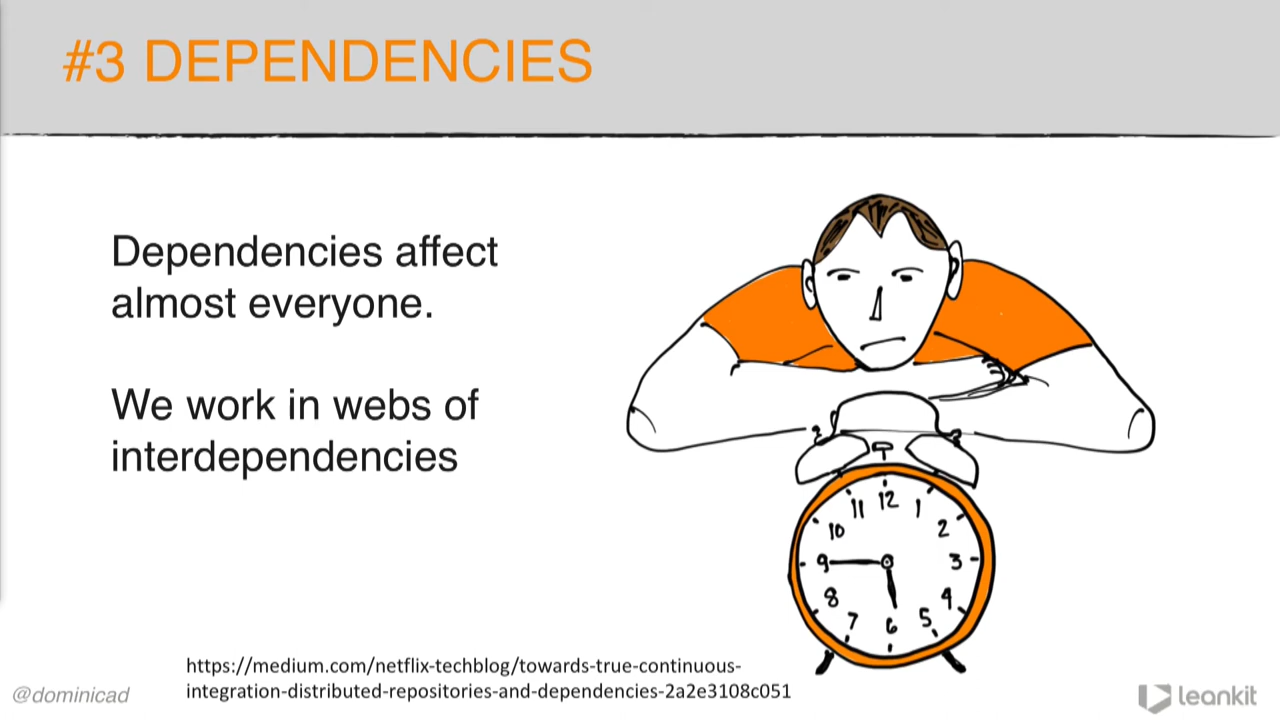 #3 DEPENDENCIES
Dependencies affect
almost everyone.
We work in webs of
interdependencies
12
11
1
10
2
9
3
8
4
7
5
6
https://medium.com/netflix-techblog/towards-true-continuous-
integration-distributed-repositories-and-dependencies-2a2e3108c051
@dominicad
leankit